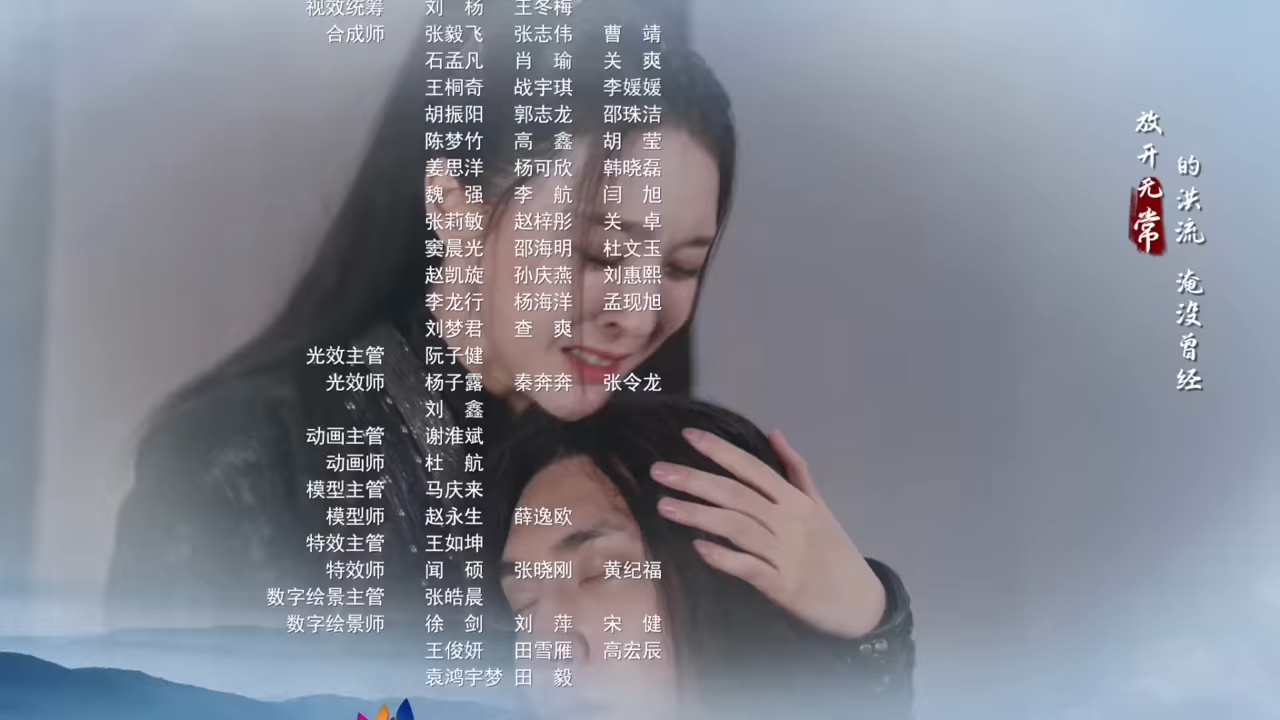 视效统筹 刘 杨 王冬梅
合成师 张毅飞 张志伟 曹 靖
石孟凡 肖 瑜 关 爽
王桐奇 战宇琪 李媛媛
胡振阳 郭志龙 邵珠洁
陈梦竹 高 鑫 胡 莹
姜思洋 杨可欣 韩晓磊
魏 强 李 航 闫 旭
张莉敏 赵梓彤 关 卓
窦晨光 邵海明 杜文玉
赵凯旋 孙庆燕 刘惠熙
李龙行 杨海洋 孟现旭
刘梦君 查 爽
光效主管 阮子健
光效师 杨子露 秦奔奔 张令龙
刘 鑫
动画主管 谢淮斌
动画师 杜 航
模型主管 马庆来
模型师 赵永生 薛逸欧
特效主管 王如坤
特效师 闻 硕 张晓刚 黄纪福
数字绘景主管 张皓晨
数字绘景师 徐 剑 刘 萍 宋 健
王俊妍 田雪雁 高宏辰
袁鸿宇梦 田 毅
放开无常
的洪流 淹没曾经